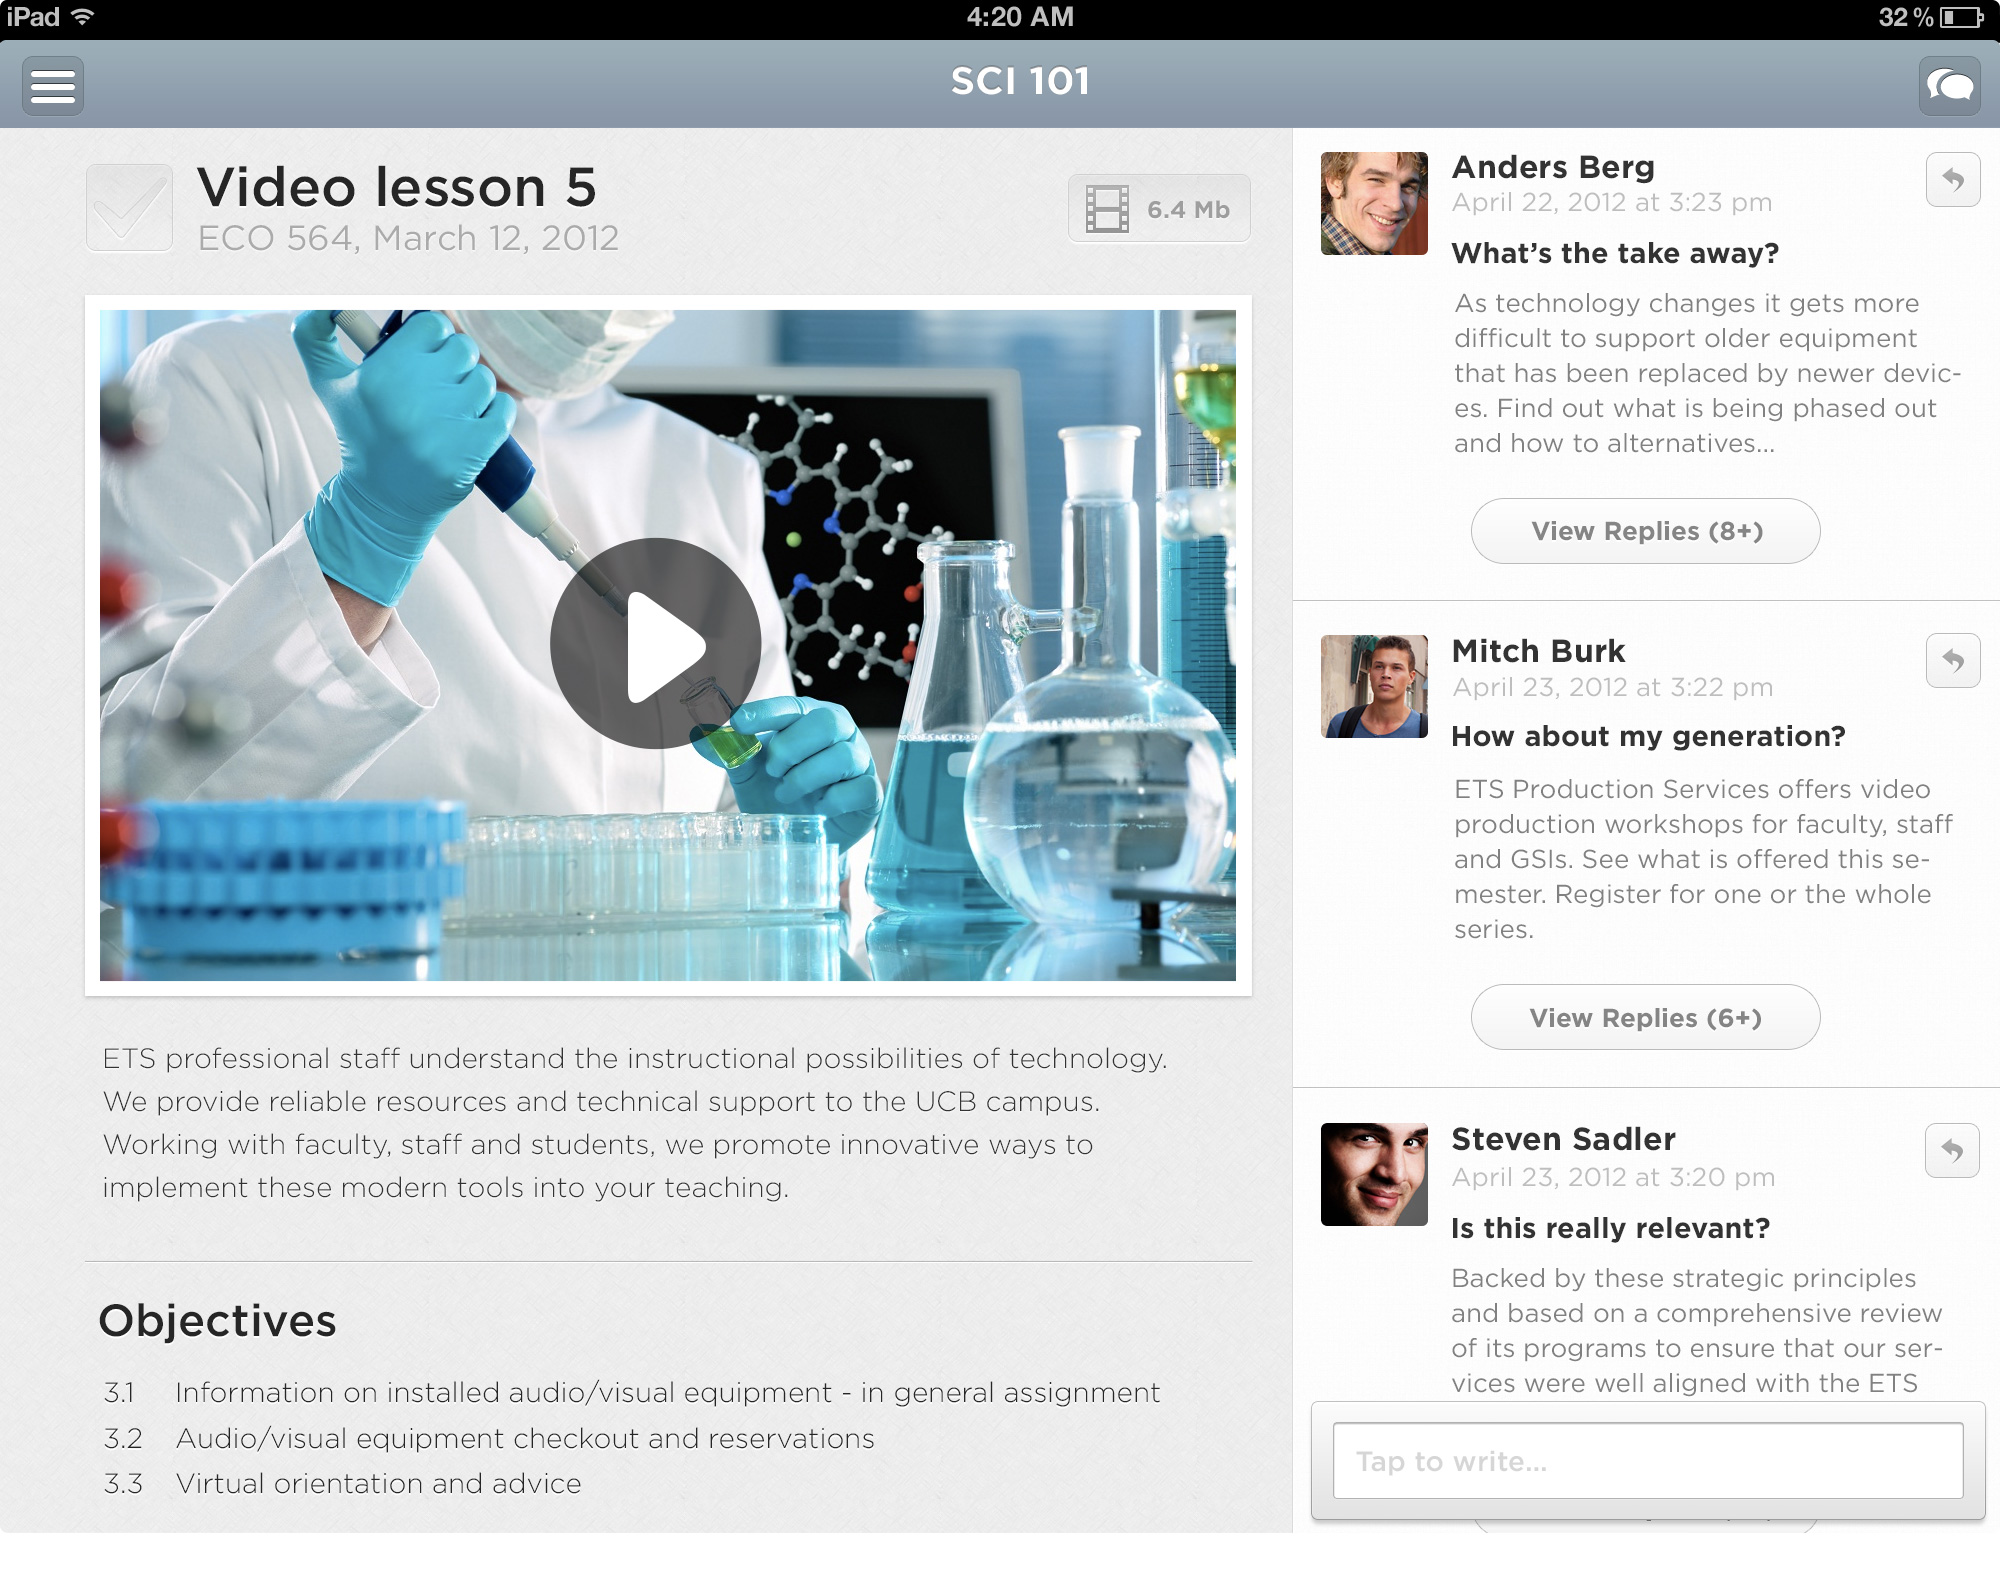 iPad
4:20 AM
32 %
SCI 101
Video lesson 5
ECO 564, March 12, 2012
6.4 Mb
ETS professional staff understand the instructional possibilities of technology.
We provide reliable resources and technical support to the UCB campus.
Working with faculty, staff and students, we promote innovative ways to
implement these modern tools into your teaching.
Objectives
3.1 Information on installed audio/visual equipment - in general assignment
3.2 Audio/visual equipment checkout and reservations
3.3 Virtual orientation and advice
Anders Berg
April 22, 2012 at 3:23 pm
What’s the take away?
As technology changes it gets more
difficult to support older equipment
that has been replaced by newer devic-
es. Find out what is being phased out
and how to alternatives...
View Replies (8+)
Mitch Burk
April 23, 2012 at 3:22 pm
How about my generation?
ETS Production Services offers video
production workshops for faculty, staff
and GSIs. See what is offered this se-
mester. Register for one or the whole
series.
View Replies (6+)
Steven Sadler
April 23, 2012 at 3:20 pm
Is this really relevant?
Backed by these strategic principles
and based on a comprehensive review
of its programs to ensure that our ser-
vices were well aligned with the ETS
Tap to write...